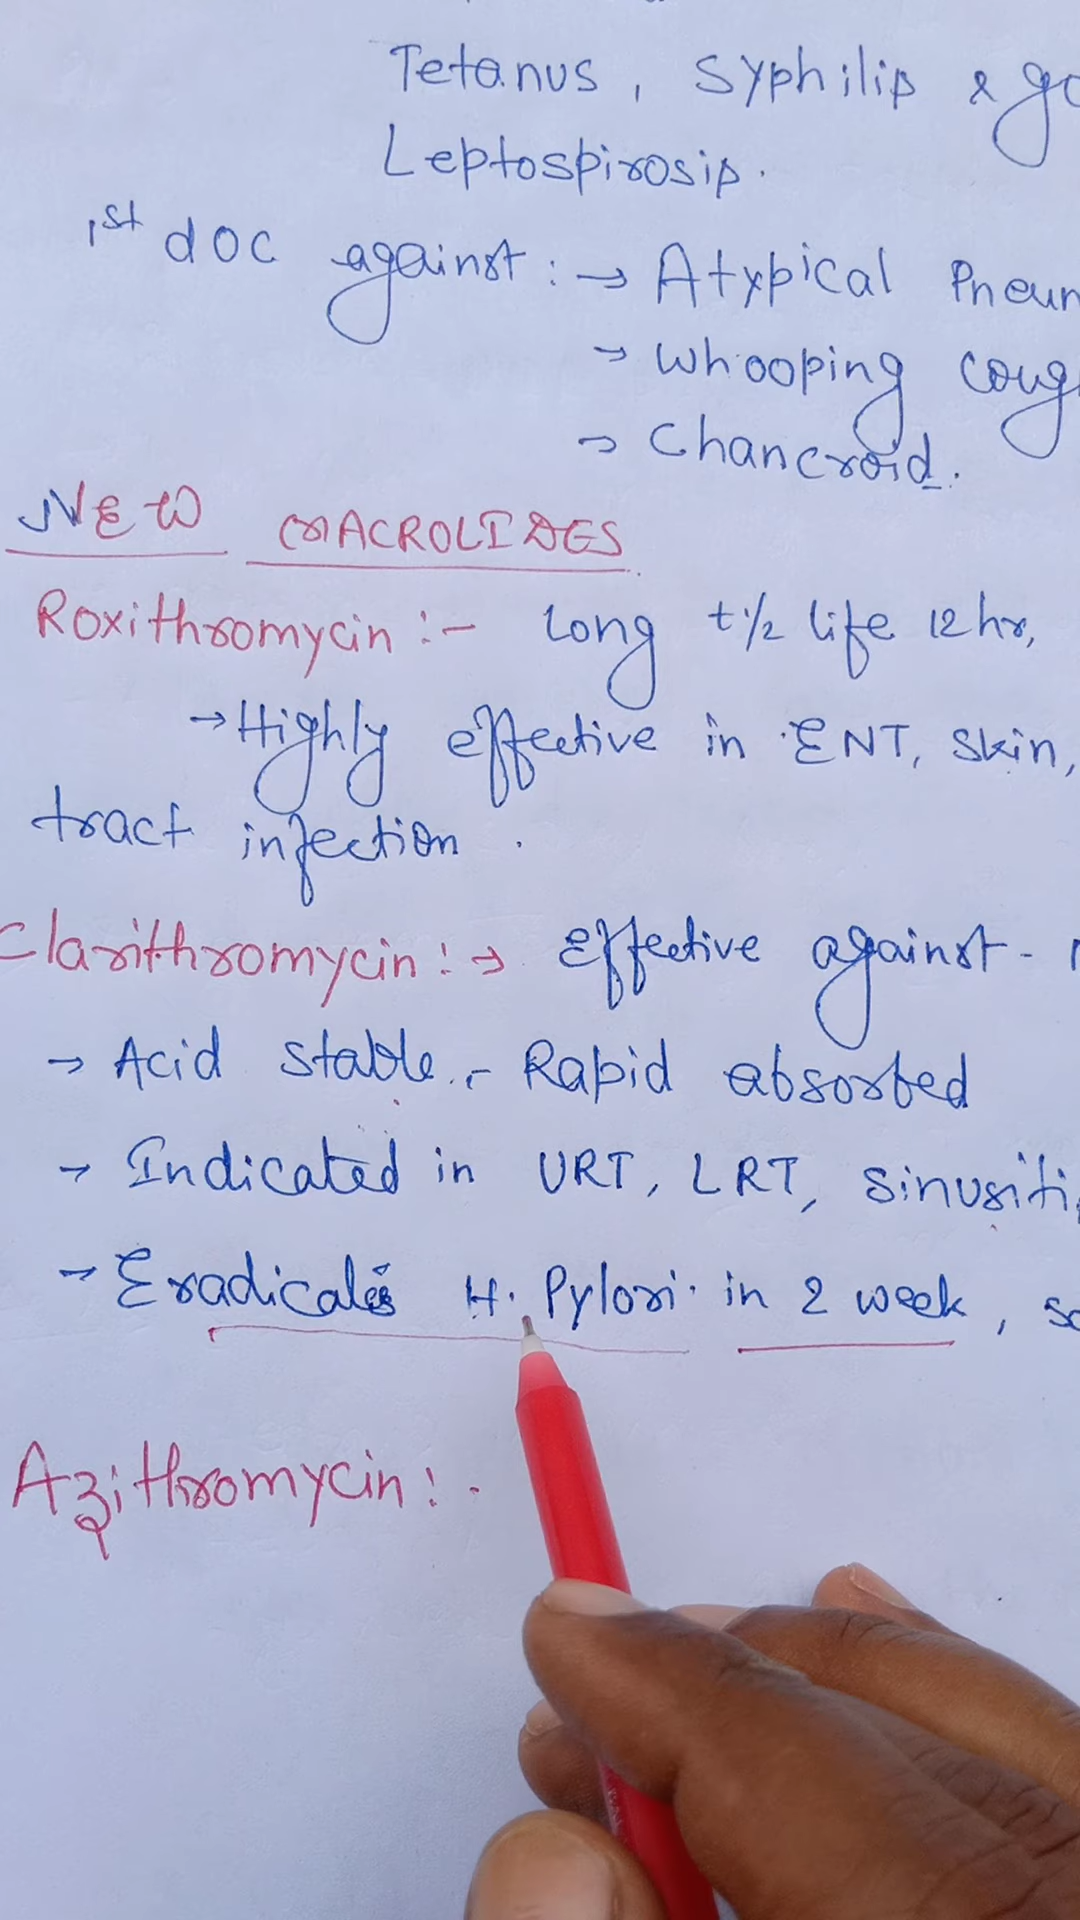 Tetanus, Syphilis &
Leptospirosis.
1st doc against :→ Atypical
→ Whooping
→ Chancroid.
NEW MACROLIDES
Roxithromycin :- Long t½ life 12 hr,
→ Highly effective in ENT, Skin,
tract infection.
Clarithromycin :→ Effective against -
→ Acid stable. - Rapid absorbed
→ Indicated in URT, LRT,
→ Eradicates H. Pylori. in 2 week,
Azithromycin : -